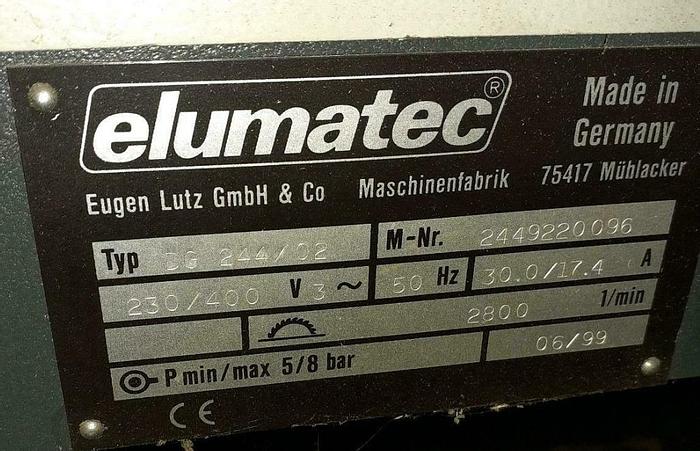 elumatec®
Made in
Germany
Eugen Lutz GmbH & Co Maschinenfabrik 75417 Mühlacker
Typ DG 244/02 M-Nr. 2449220096
230/400 V 3 ~ 50 Hz 30.0/17.4 A
2800 1/min
P min/max 5/8 bar 06/99
CE